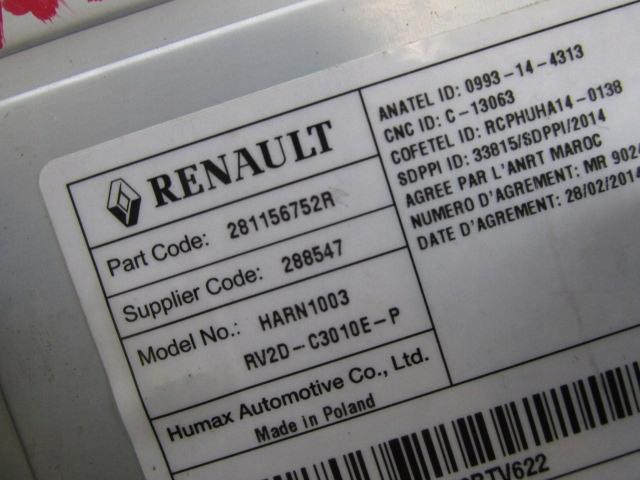 RENAULT
Part Code: 281156752R
Supplier Code: 288547
Model No.: HARN1003
RV2D-C3010E-P
Humax Automotive Co., Ltd.
Made in Poland
ANATEL ID: 0993-14-4313
CNC ID: C-13063
COFETEL ID: RCPHUHA14-0138
SDPPI ID: 33815/SDPPI/2014
AGREE PAR L'ANRT MAROC
NUMERO D'AGREMENT: MR 902
DATE D'AGREMENT: 28/02/2014